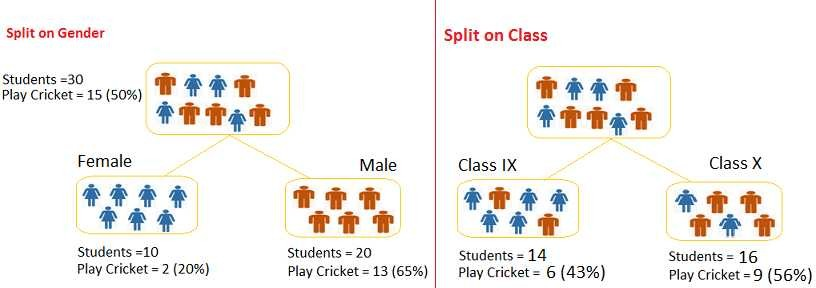 Split on Gender
Students =30
Play Cricket = 15 (50%)
Female
Male
Students =10
Play Cricket = 2 (20%)
Students = 20
Play Cricket = 13 (65%)
Split on Class
Class IX
Class X
Students = 14
Play Cricket = 6 (43%)
Students = 16
Play Cricket = 9 (56%)